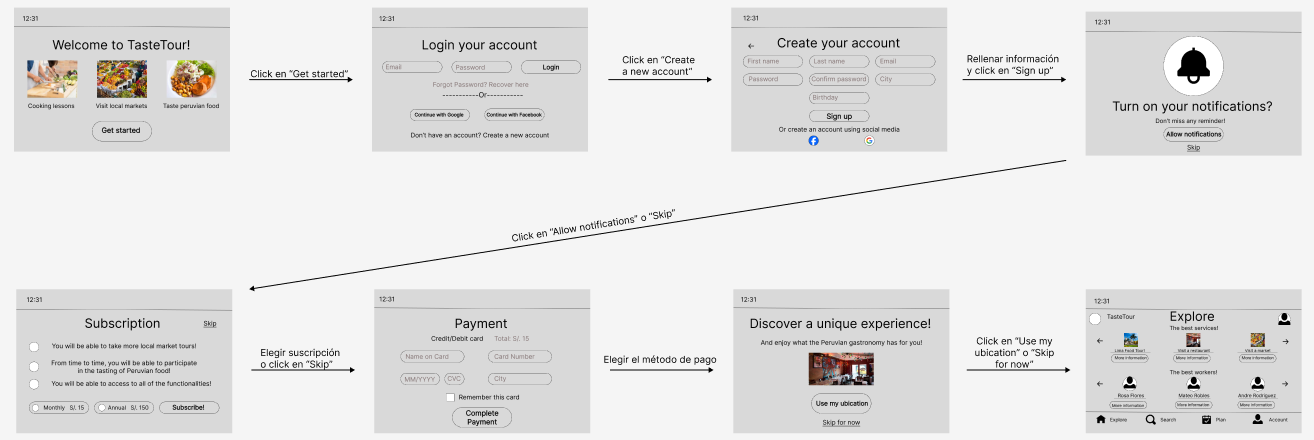 12:31
Welcome to TasteTour!
Cooking lessons
Visit local markets
Taste peruvian food
Get started
Click en "Get started"
12:31
Login your account
Email
Password
Login
Forgot Password? Recover here
-----------Or-----------
Continue with Google
Continue with Facebook
Don't have an account? Create a new account
Click en "Create
a new account"
12:31
Create your account
First name
Last name
Email
Password
Confirm password
City
Birthday
Sign up
Or create an account using social media
Rellenar información
y click en "Sign up"
12:31
Turn on your notifications?
Don't miss any reminder!
Allow notifications
Skip
Click en "Allow notifications" o "Skip"
12:31
Subscription
Skip
You will be able to take more local market tours!
From time to time, you will be able to participate
in the tasting of Peruvian food!
You will be able to access to all of the functionalities!
Monthly S/. 15
Annual S/. 150
Subscribe!
Elegir suscripción
o click en "Skip"
12:31
Payment
Credit/Debit card
Total: S/. 15
Name on Card
Card Number
MM/YYYY
CVC
City
Remember this card
Complete
Payment
Elegir el método de pago
12:31
Discover a unique experience!
And enjoy what the Peruvian gastronomy has for you!
Use my ubication
Skip for now
Click en "Use my
ubication" o "Skip
for now"
12:31
TasteTour
Explore
The best services!
Lima Food Tour!
Visit a restaurant
Visit a market
More information
More information
More information
The best workers!
Rosa Flores
Mateo Robles
Andre Rodriguez
More information
More information
More information
Explore
Search
Plan
Account